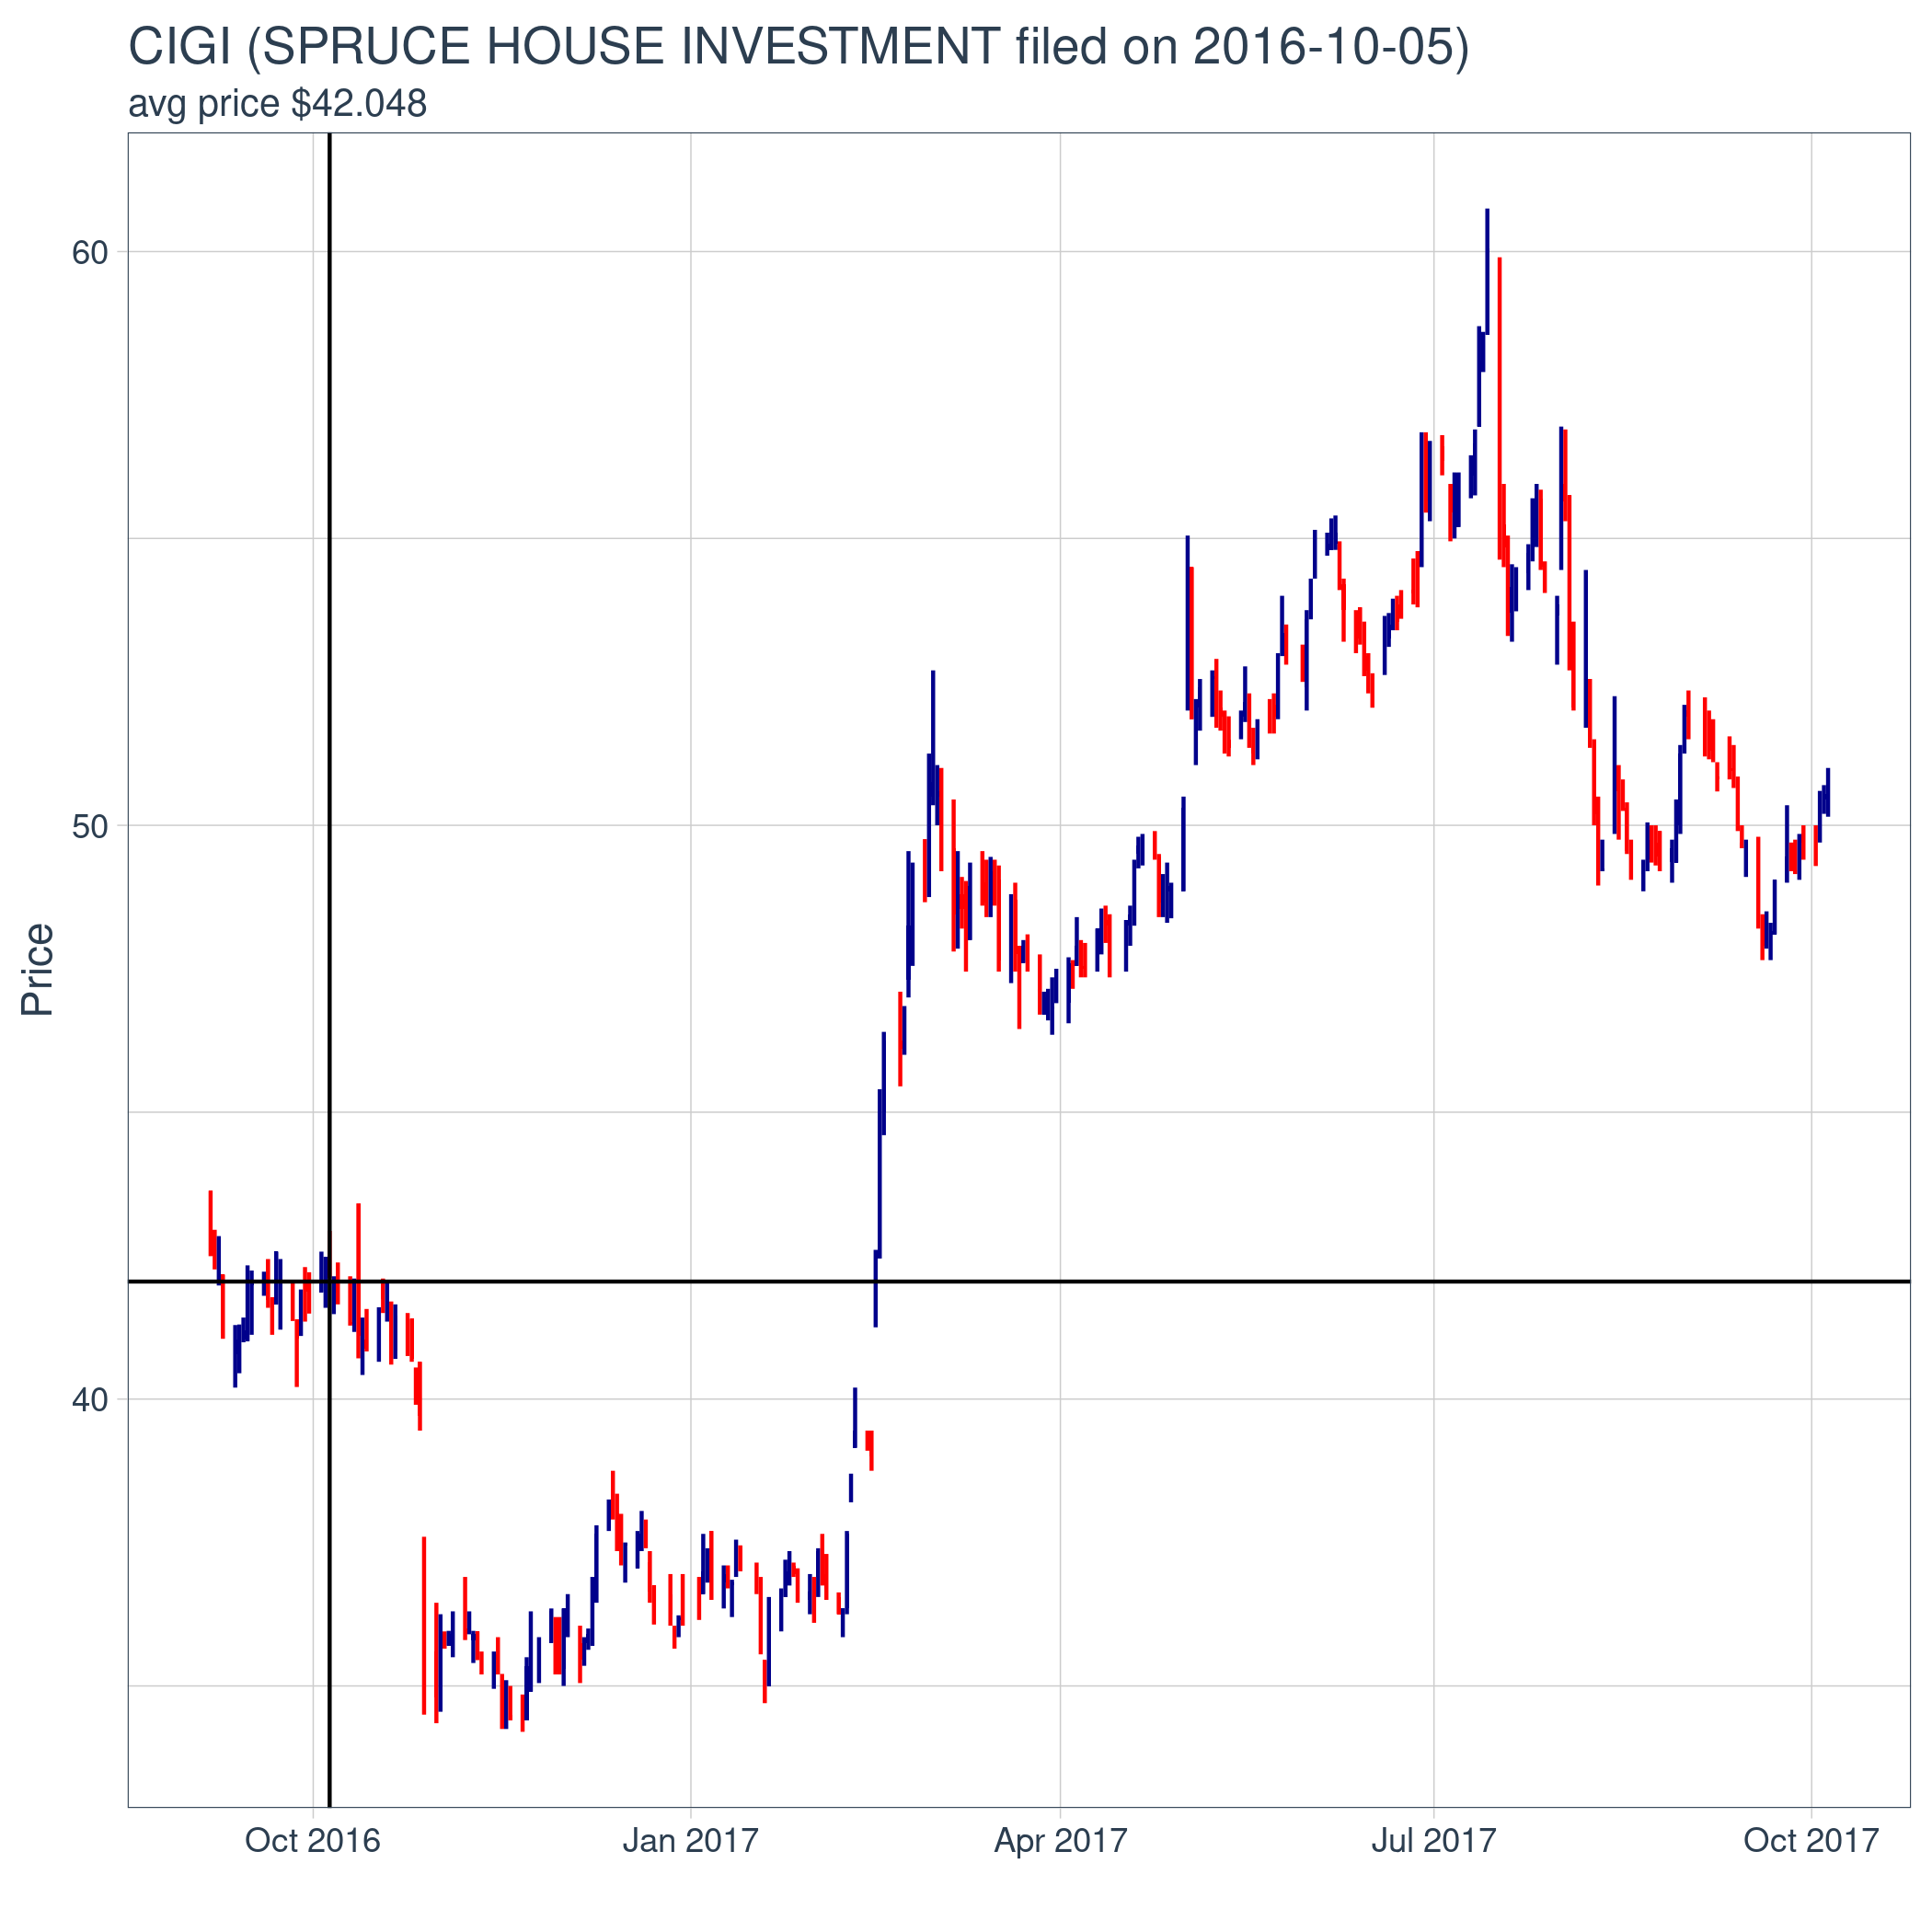 CIGI (SPRUCE HOUSE INVESTMENT filed on 2016-10-05)
avg price $42.048
60
50
40
Price
Oct 2016 Jan 2017 Apr 2017 Jul 2017 Oct 2017